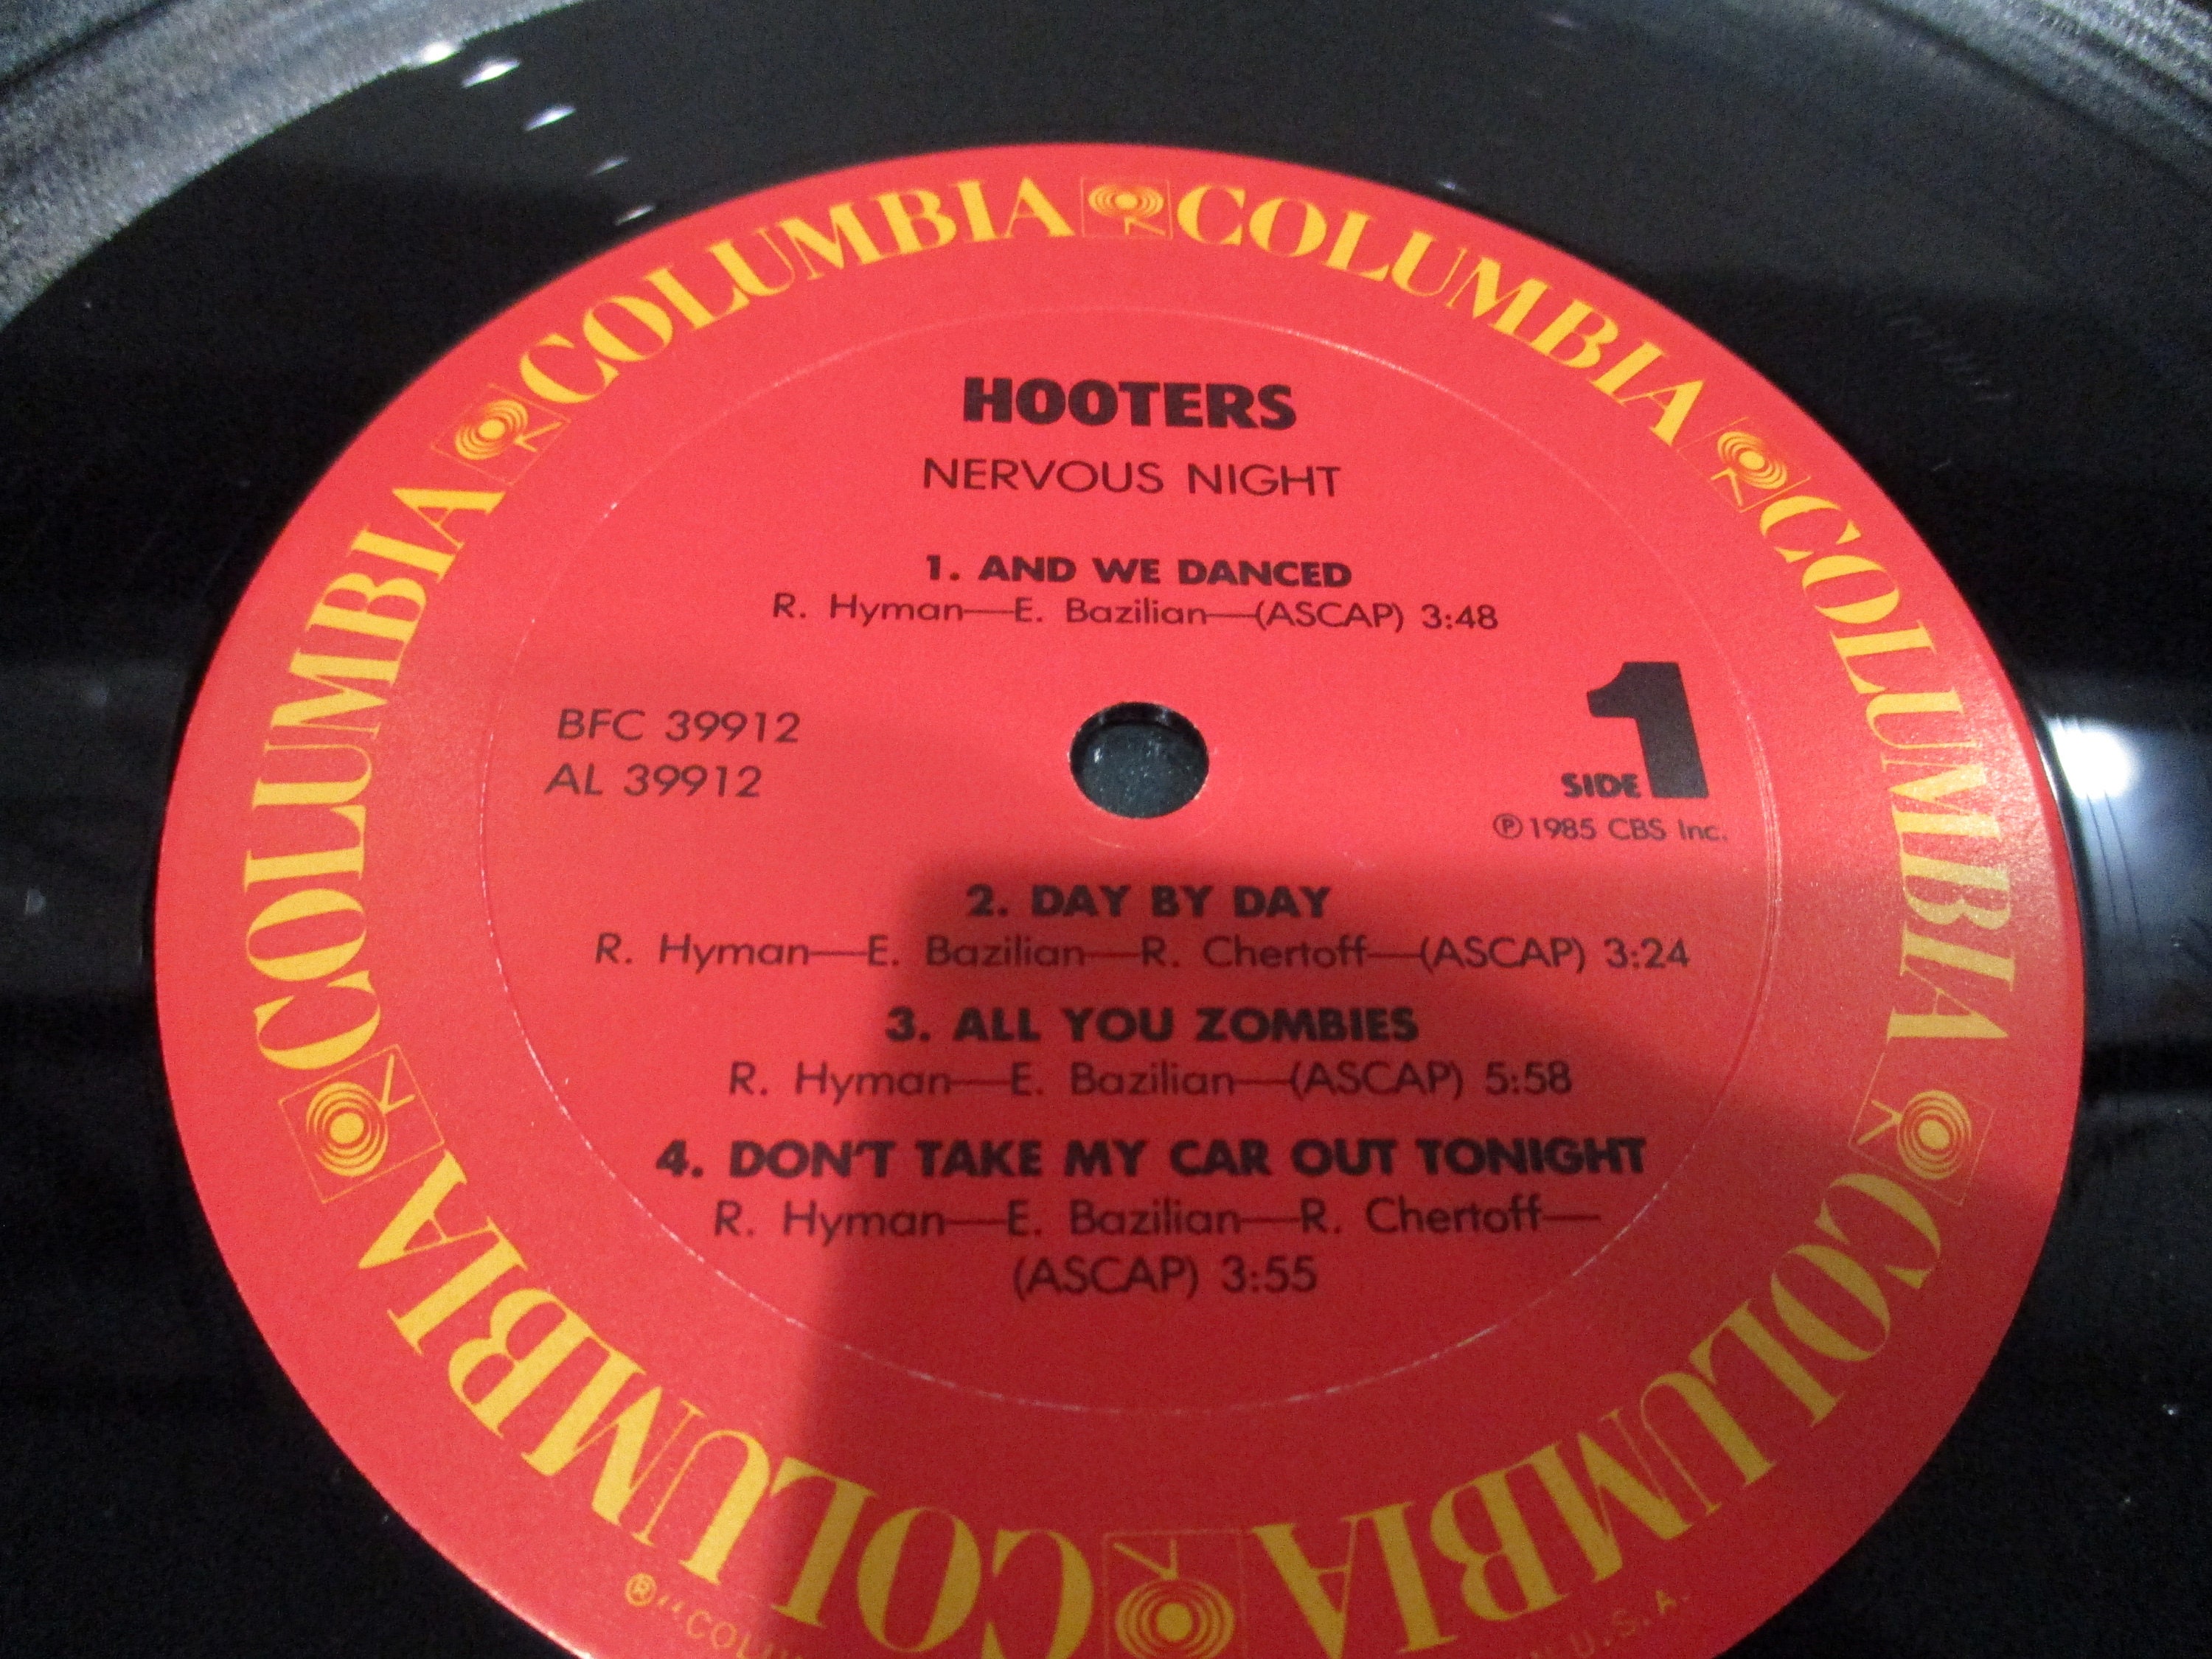 COLUMBIA COLUMBIA COLUMBIA COLUMBIA COLUMBIA COLUMBIA COLUMBIA
HOOTERS
NERVOUS NIGHT
1. AND WE DANCED
R. Hyman—E. Bazilian—(ASCAP) 3:48
BFC 39912
AL 39912
SIDE 1
℗ 1985 CBS Inc.
2. DAY BY DAY
R. Hyman—E. Bazilian—R. Chertoff—(ASCAP) 3:24
3. ALL YOU ZOMBIES
R. Hyman—E. Bazilian—(ASCAP) 5:58
4. DON'T TAKE MY CAR OUT TONIGHT
R. Hyman—E. Bazilian—R. Chertoff—
(ASCAP) 3:55
U.S.A.